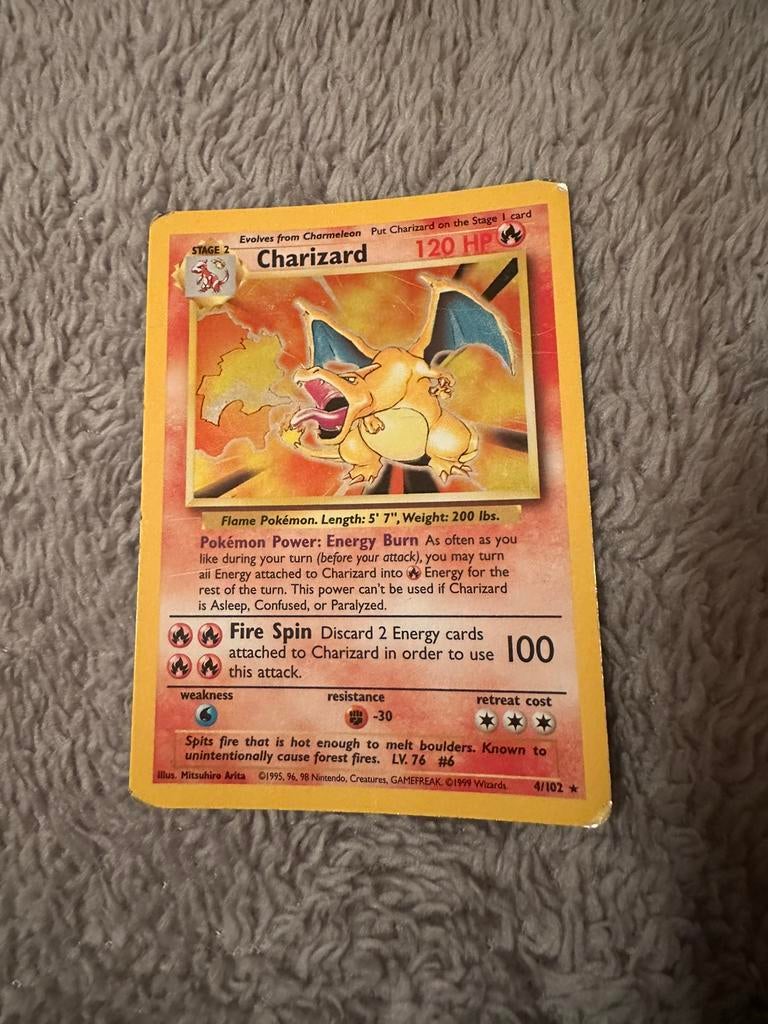 Evolves from Charmeleon Put Charizard on the Stage 1 card
STAGE 2 Charizard 120 HP
Flame Pokémon. Length: 5' 7", Weight: 200 lbs.
Pokémon Power: Energy Burn As often as you
like during your turn (before your attack), you may turn
all Energy attached to Charizard into Energy for the
rest of the turn. This power can't be used if Charizard
is Asleep, Confused, or Paralyzed.
Fire Spin Discard 2 Energy cards
attached to Charizard in order to use 100
this attack.
weakness resistance retreat cost
-30
Spits fire that is hot enough to melt boulders. Known to
unintentionally cause forest fires. LV. 76 #6
Illus. Mitsuhiro Arita ©1995, 96, 98 Nintendo, Creatures, GAMEFREAK. ©1999 Wizards. 4/102